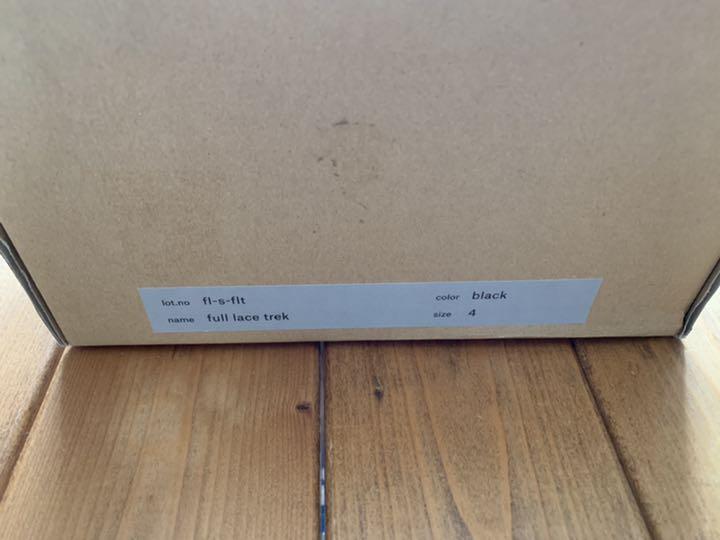 lot.no fl-s-flt color black
name full lace trek size 4